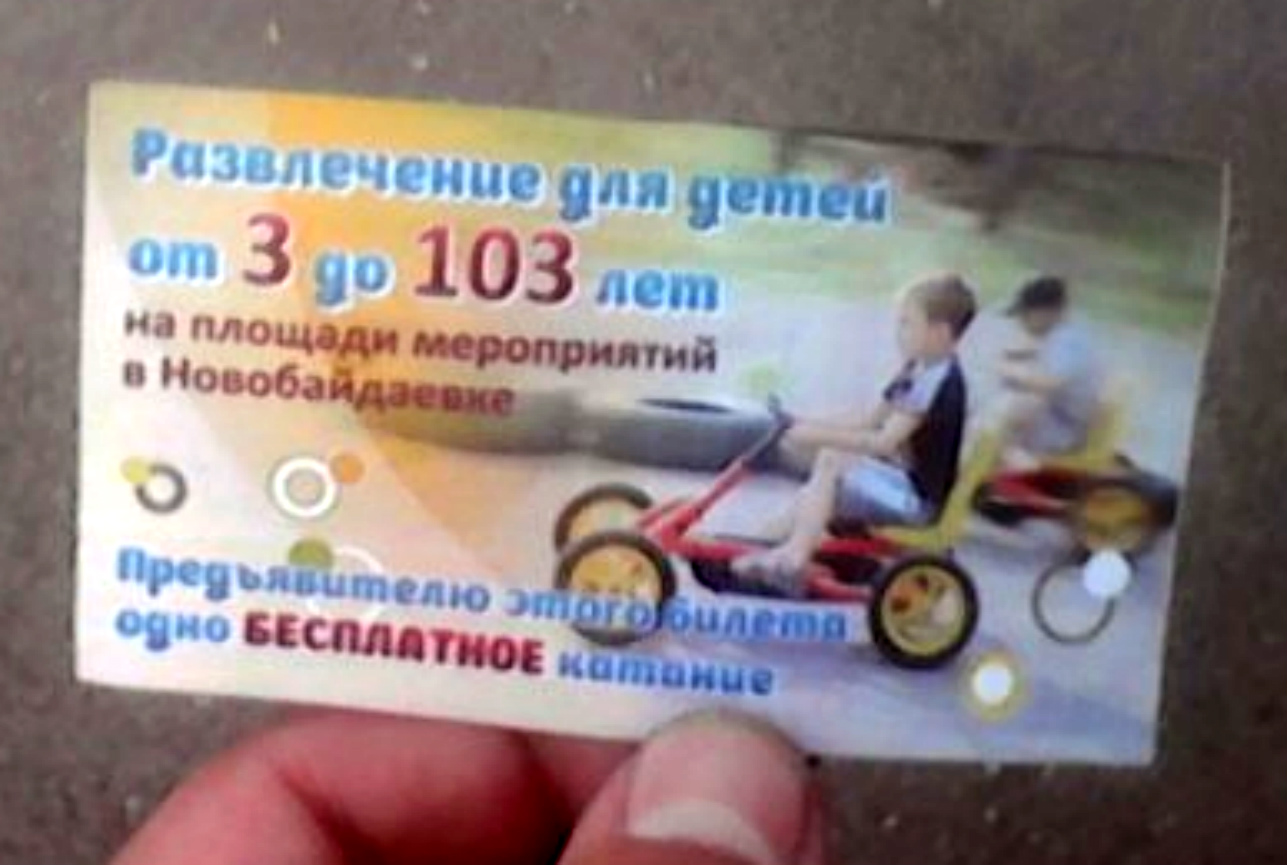 Развлечение для детей
от 3 до 103 лет
на площади мероприятий
в Новобайдаевке
Предъявителю этого билета
одно БЕСПЛАТНОЕ катание